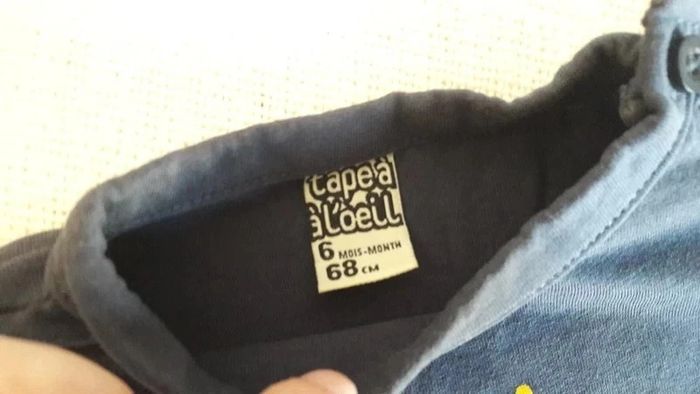 tape à
à l'oeil
6 MOIS-MONTH
68 CM